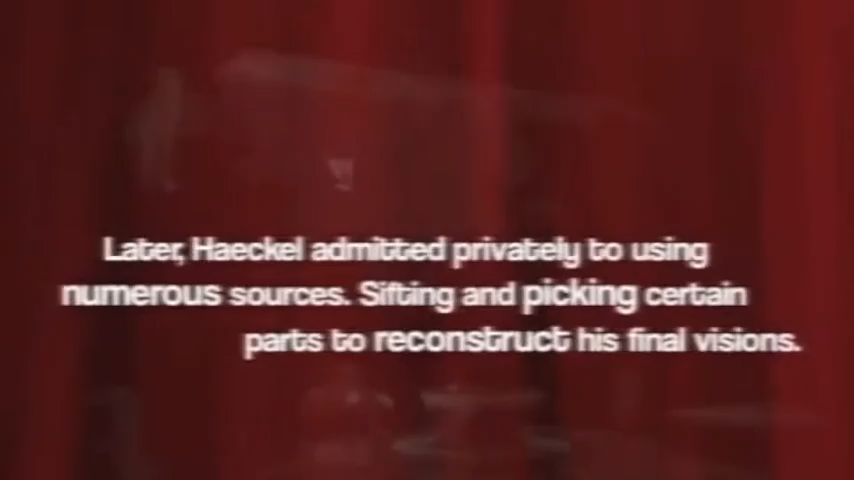 Later, Haeckel admitted privately to using
numerous sources. Sifting and picking certain
parts to reconstruct his final visions.